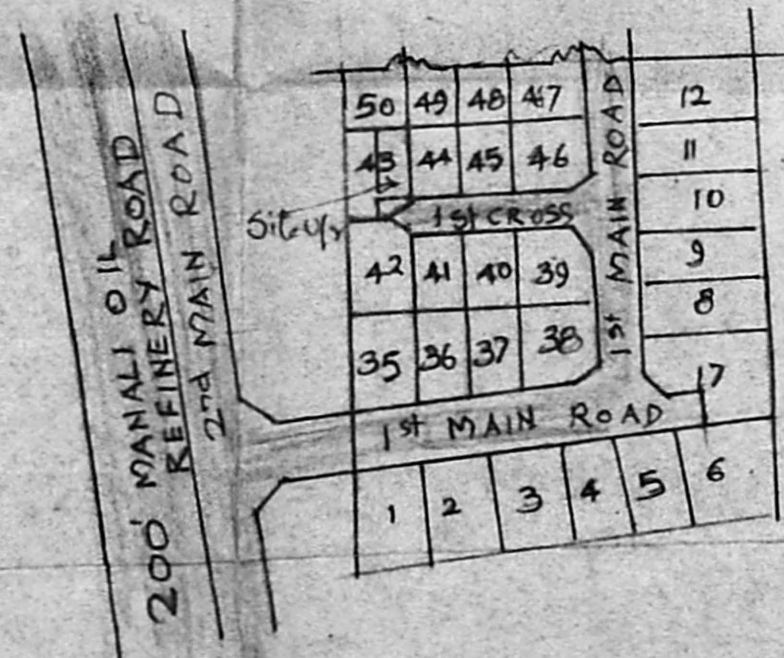 50 49 48 47
43 44 45 46
Site u/r
1st CROSS
42 41 40 39
35 36 37 38
1st MAIN ROAD
12
11
10
9
8
7
1st MAIN ROAD
1 2 3 4 5 6
200' MANALI OIL
REFINERY ROAD
2nd MAIN ROAD